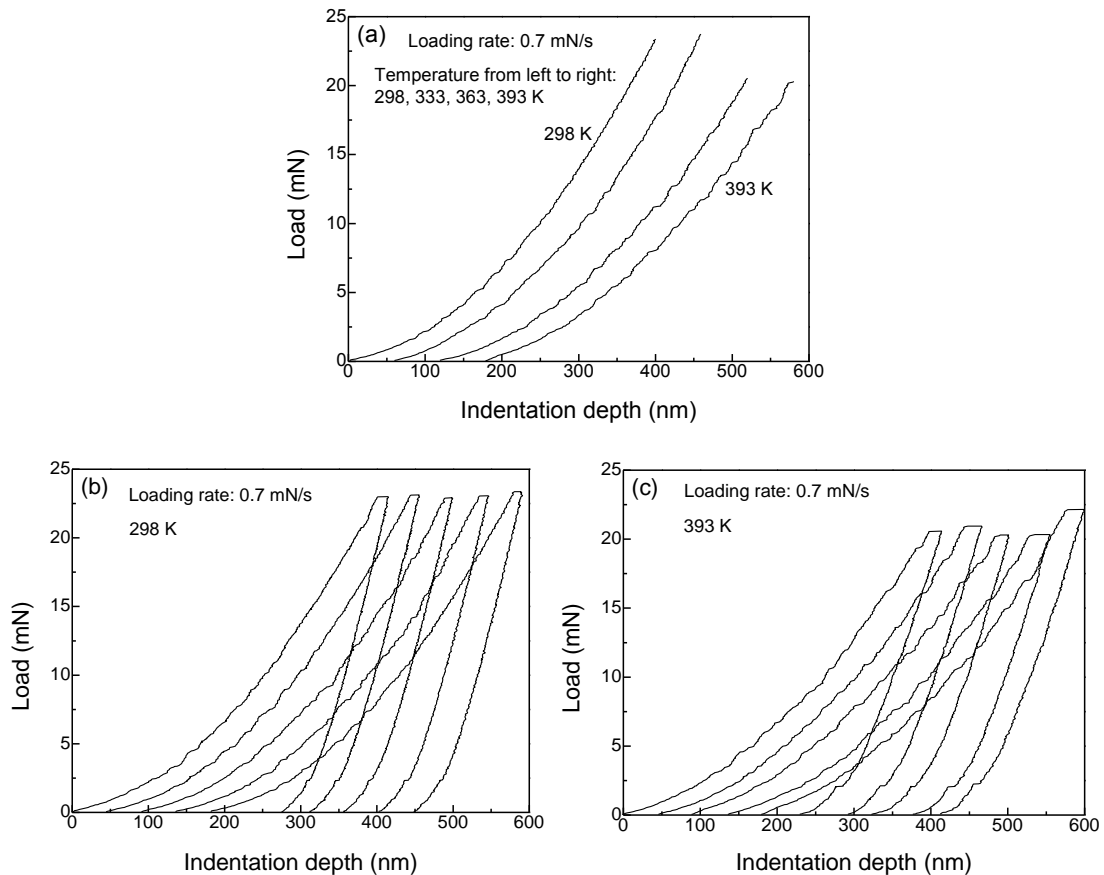 (a)
Loading rate: 0.7 mN/s
Temperature from left to right:
298, 333, 363, 393 K
298 K
393 K
25
20
15
10
5
0
Load (mN)
0 100 200 300 400 500 600
Indentation depth (nm)
(b)
Loading rate: 0.7 mN/s
298 K
25
20
15
10
5
0
Load (mN)
0 100 200 300 400 500 600
Indentation depth (nm)
(c)
Loading rate: 0.7 mN/s
393 K
25
20
15
10
5
0
Load (mN)
0 100 200 300 400 500 600
Indentation depth (nm)